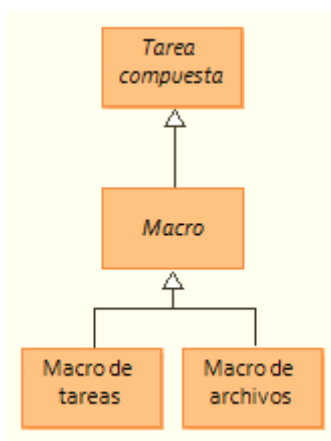 Tarea
compuesta
Macro
Macro de
tareas
Macro de
archivos